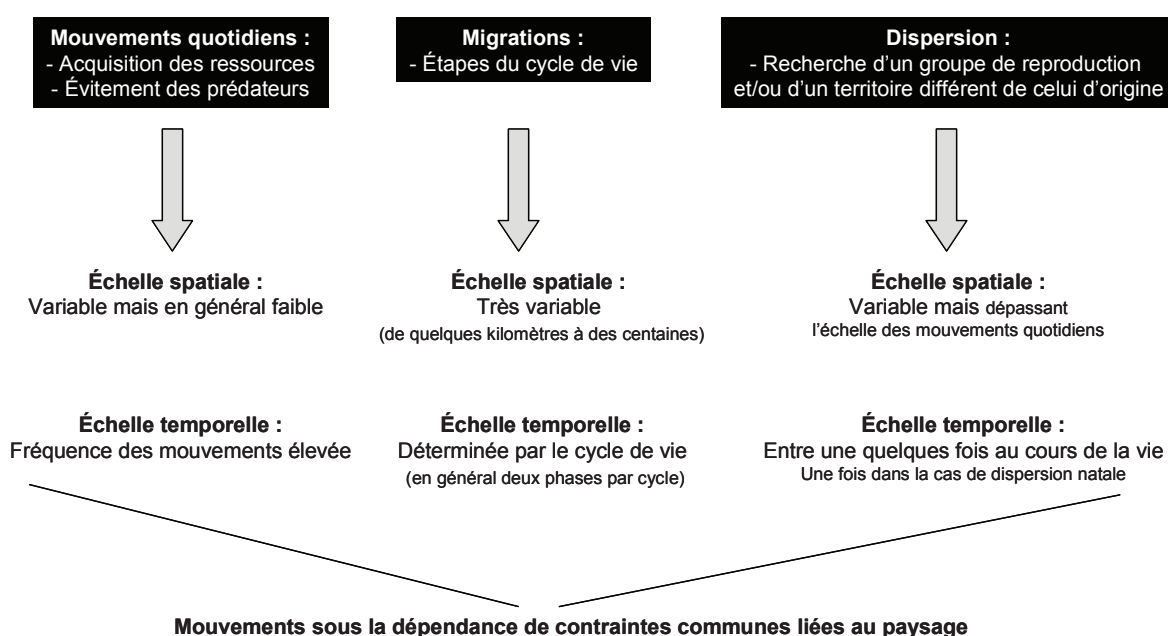 Mouvements quotidiens :
- Acquisition des ressources
- Évitement des prédateurs
Migrations :
- Étapes du cycle de vie
Dispersion :
- Recherche d'un groupe de reproduction
et/ou d'un territoire différent de celui d'origine
Échelle spatiale :
Variable mais en général faible
Échelle spatiale :
Très variable
(de quelques kilomètres à des centaines)
Échelle spatiale :
Variable mais dépassant
l'échelle des mouvements quotidiens
Échelle temporelle :
Fréquence des mouvements élevée
Échelle temporelle :
Déterminée par le cycle de vie
(en général deux phases par cycle)
Échelle temporelle :
Entre une quelques fois au cours de la vie
Une fois dans la cas de dispersion natale
Mouvements sous la dépendance de contraintes communes liées au paysage